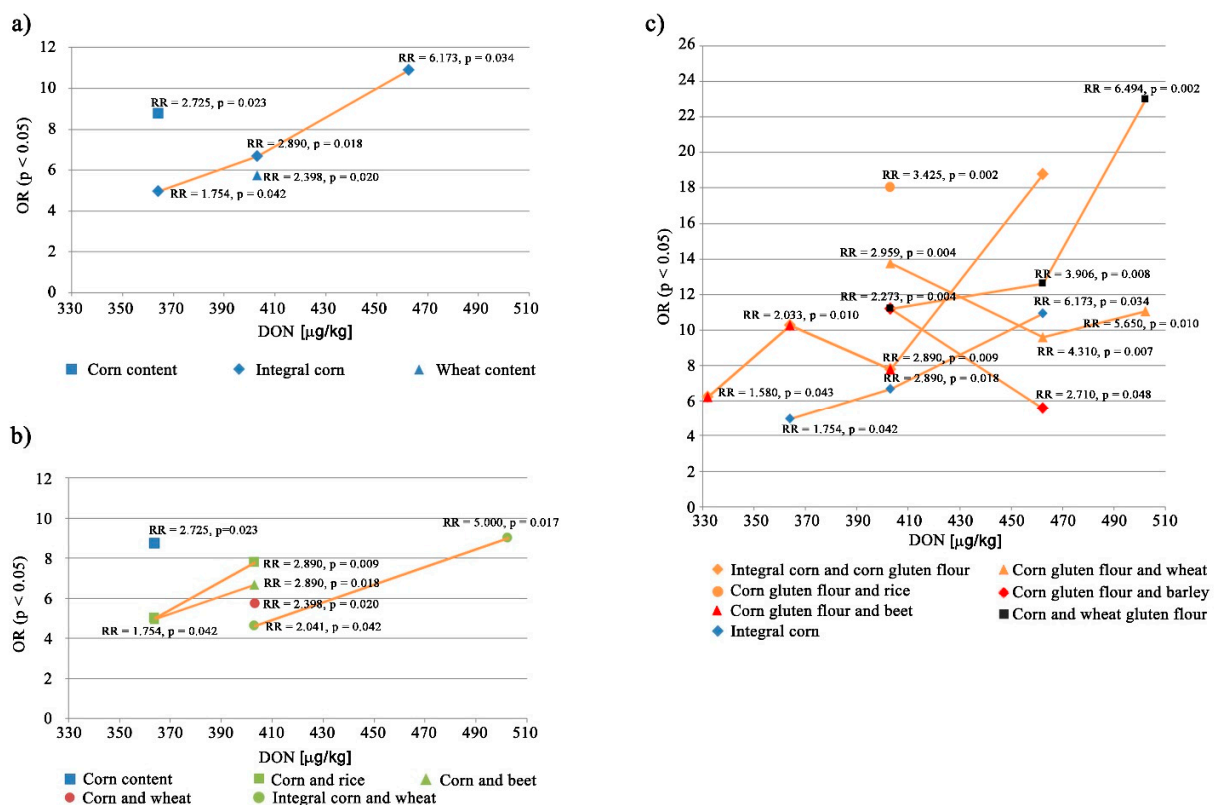 a)
12
10
8
6
4
2
0
OR (p < 0.05)
RR = 6.173, p = 0.034
RR = 2.725, p = 0.023
RR = 2.890, p = 0.018
RR = 2.398, p = 0.020
RR = 1.754, p = 0.042
330 370 390 410 430 450 470 490 510
DON [µg/kg]
Corn content Integral corn Wheat content
b)
12
10
8
6
4
2
0
OR (p < 0.05)
RR = 5.000, p = 0.017
RR = 2.725, p=0.023
RR = 2.890, p = 0.009
RR = 2.890, p = 0.018
RR = 2.398, p = 0.020
RR = 1.754, p = 0.042
RR = 2.041, p = 0.042
330 370 390 410 430 450 470 490 510
DON [µg/kg]
Corn content Corn and rice Corn and beet
Corn and wheat Integral corn and wheat
c)
26
24
22
20
18
16
14
12
10
8
6
4
2
0
OR (p < 0.05)
RR = 6.494, p = 0.002
RR = 3.425, p = 0.002
RR = 2.959, p = 0.004
RR = 3.906, p = 0.008
RR = 2.273, p = 0.004
RR = 6.173, p = 0.034
RR = 2.033, p = 0.010
RR = 5.650, p = 0.010
RR = 4.310, p = 0.007
RR = 2.890, p = 0.009
RR = 2.890, p = 0.018
RR = 1.580, p = 0.043
RR = 2.710, p = 0.048
RR = 1.754, p = 0.042
330 370 390 410 430 450 470 490 510
DON [µg/kg]
Integral corn and corn gluten flour Corn gluten flour and wheat
Corn gluten flour and rice Corn gluten flour and barley
Corn gluten flour and beet Corn and wheat gluten flour
Integral corn